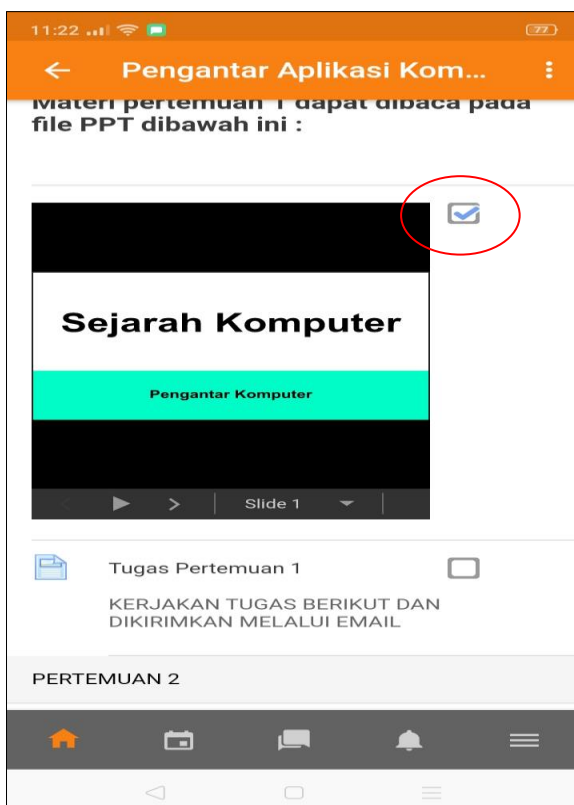 11:22
77
Pengantar Aplikasi Kom...
Materi pertemuan 1 dapat dibaca pada
file PPT dibawah ini :
Sejarah Komputer
Pengantar Komputer
Slide 1
Tugas Pertemuan 1
KERJAKAN TUGAS BERIKUT DAN
DIKIRIMKAN MELALUI EMAIL
PERTEMUAN 2